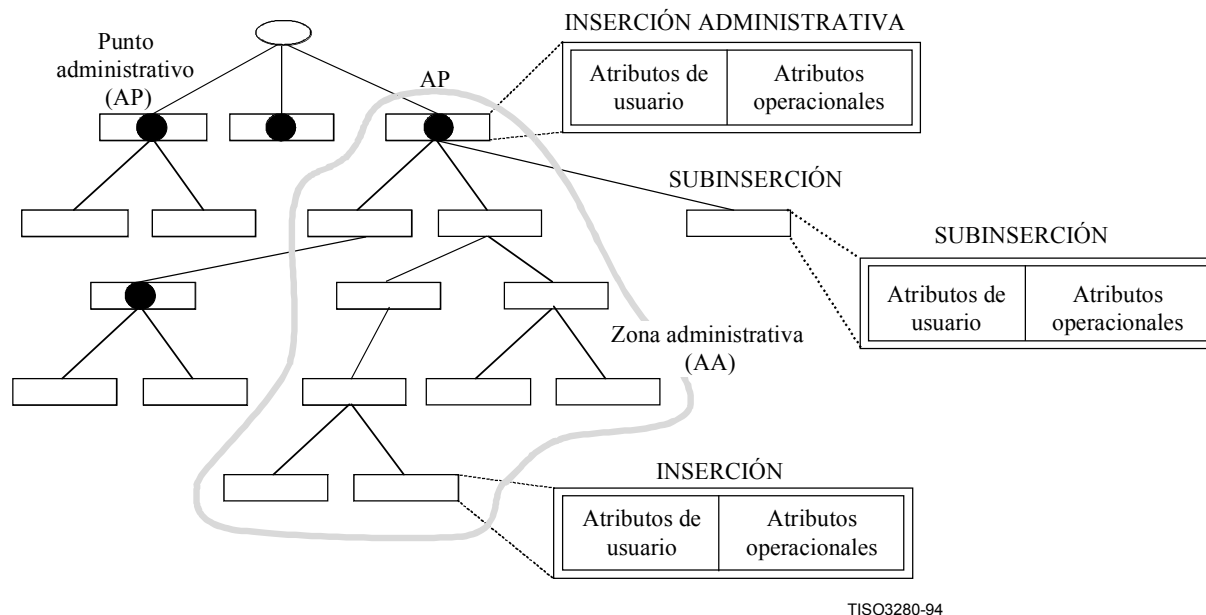 INSERCIÓN ADMINISTRATIVA
Punto
administrativo
(AP)
AP
Atributos de
usuario
Atributos
operacionales
SUBINSERCIÓN
SUBINSERCIÓN
Atributos de
usuario
Atributos
operacionales
Zona administrativa
(AA)
INSERCIÓN
Atributos de
usuario
Atributos
operacionales
TISO3280-94